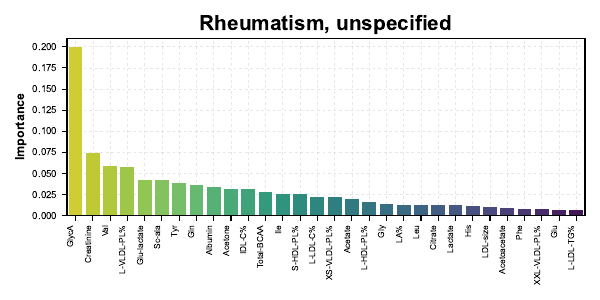 Rheumatism, unspecified
Importance
0.200
0.175
0.150
0.125
0.100
0.075
0.050
0.025
0.000
GlycA
Creatinine
Val
L-VLDL-PL%
Glu-lactate
Sc-ala
Tyr
Gln
Albumin
Acetone
IDL-C%
Total-BCAA
Ile
S-HDL-PL%
L-LDL-C%
XS-VLDL-PL%
Acetate
L-HDL-PL%
Gly
LA%
Leu
Citrate
Lactate
His
LDL-size
Acetoacetate
Phe
XXL-VLDL-PL%
Glu
L-LDL-TG%